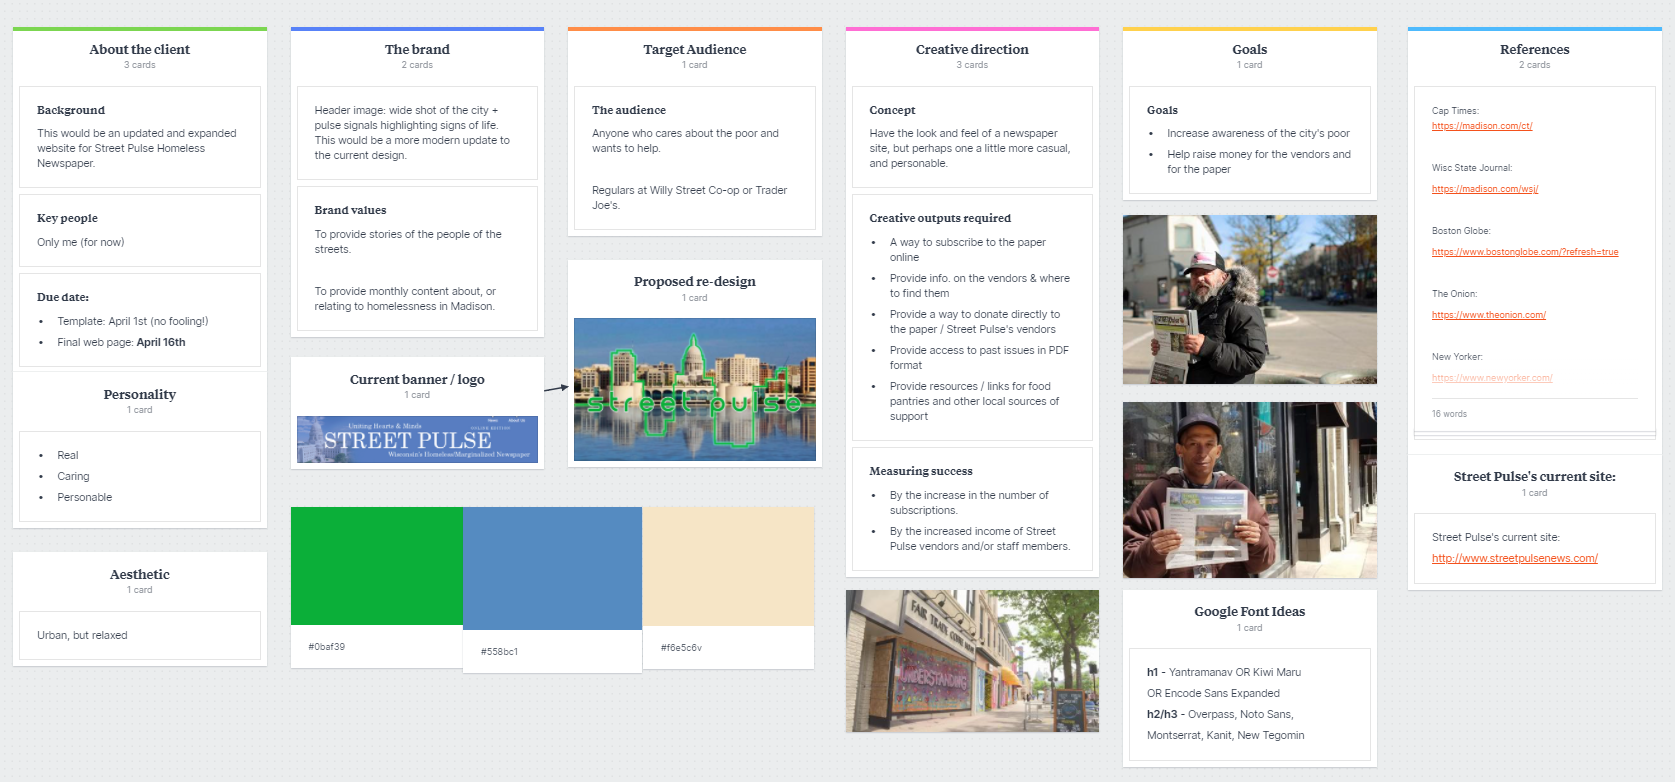 About the client
3 cards
Background
This would be an updated and expanded
website for Street Pulse Homeless
Newspaper.
Key people
Only me (for now)
Due date:
• Template: April 1st (no fooling!)
• Final web page: April 16th
Personality
1 card
• Real
• Caring
• Personable
Aesthetic
1 card
Urban, but relaxed
The brand
2 cards
Header image: wide shot of the city +
pulse signals highlighting signs of life.
This would be a more modern update to
the current design.
Brand values
To provide stories of the people of the
streets.
To provide monthly content about, or
relating to homelessness in Madison.
Current banner / logo
1 card
News About Us
Uniting Hearts & Minds
ONLINE EDITION
STREET PULSE
Wisconsin's Homeless/Marginalized Newspaper
#0baf39
#558bc1
#f6e5c6v
Target Audience
1 card
The audience
Anyone who cares about the poor and
wants to help.
Regulars at Willy Street Co-op or Trader
Joe's.
Proposed re-design
1 card
street pulse
Creative direction
3 cards
Concept
Have the look and feel of a newspaper
site, but perhaps one a little more casual,
and personable.
Creative outputs required
• A way to subscribe to the paper
online
• Provide info. on the vendors & where
to find them
• Provide a way to donate directly to
the paper / Street Pulse's vendors
• Provide access to past issues in PDF
format
• Provide resources / links for food
pantries and other local sources of
support
Measuring success
• By the increase in the number of
subscriptions.
• By the increased income of Street
Pulse vendors and/or staff members.
FAIR TRADE
UNDERSTANDING
Goals
1 card
Goals
• Increase awareness of the city's poor
• Help raise money for the vendors and
for the paper
Google Font Ideas
1 card
h1 - Yantramanav OR Kiwi Maru
OR Encode Sans Expanded
h2/h3 - Overpass, Noto Sans,
Montserrat, Kanit, New Tegomin
References
2 cards
Cap Times:
https://madison.com/ct/
Wisc State Journal:
https://madison.com/wsj/
Boston Globe:
https://www.bostonglobe.com/?refresh=true
The Onion:
https://www.theonion.com/
New Yorker:
https://www.newyorker.com/
16 words
Street Pulse's current site:
1 card
Street Pulse's current site:
http://www.streetpulsenews.com/